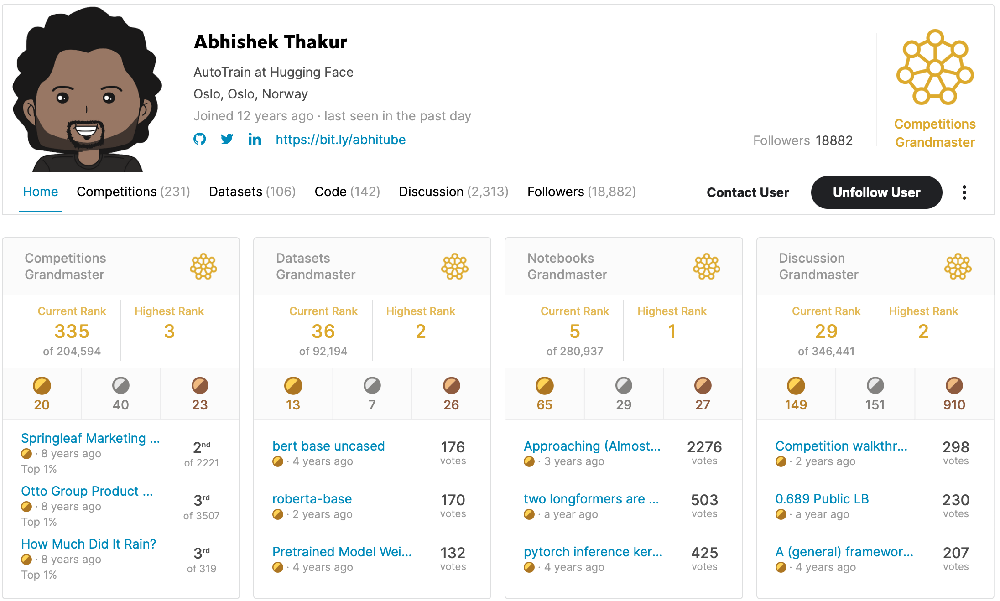 Abhishek Thakur
AutoTrain at Hugging Face
Oslo, Oslo, Norway
Joined 12 years ago · last seen in the past day
in https://bit.ly/abhitube
Followers 18882
Competitions
Grandmaster
Home Competitions (231) Datasets (106) Code (142) Discussion (2,313) Followers (18,882) Contact User Unfollow User
Competitions
Grandmaster
Current Rank Highest Rank
335 3
of 204,594
20 40 23
Springleaf Marketing ... 2nd
· 8 years ago of 2221
Top 1%
Otto Group Product ... 3rd
· 8 years ago of 3507
Top 1%
How Much Did It Rain? 3rd
· 8 years ago of 319
Top 1%
Datasets
Grandmaster
Current Rank Highest Rank
36 2
of 92,194
13 7 26
bert base uncased 176
· 4 years ago votes
roberta-base 170
· 2 years ago votes
Pretrained Model Wei... 132
· 4 years ago votes
Notebooks
Grandmaster
Current Rank Highest Rank
5 1
of 280,937
65 29 27
Approaching (Almost... 2276
· 3 years ago votes
two longformers are ... 503
· a year ago votes
pytorch inference ker... 425
· 4 years ago votes
Discussion
Grandmaster
Current Rank Highest Rank
29 2
of 346,441
149 151 910
Competition walkthr... 298
· 2 years ago votes
0.689 Public LB 230
· a year ago votes
A (general) framewor... 207
· 4 years ago votes